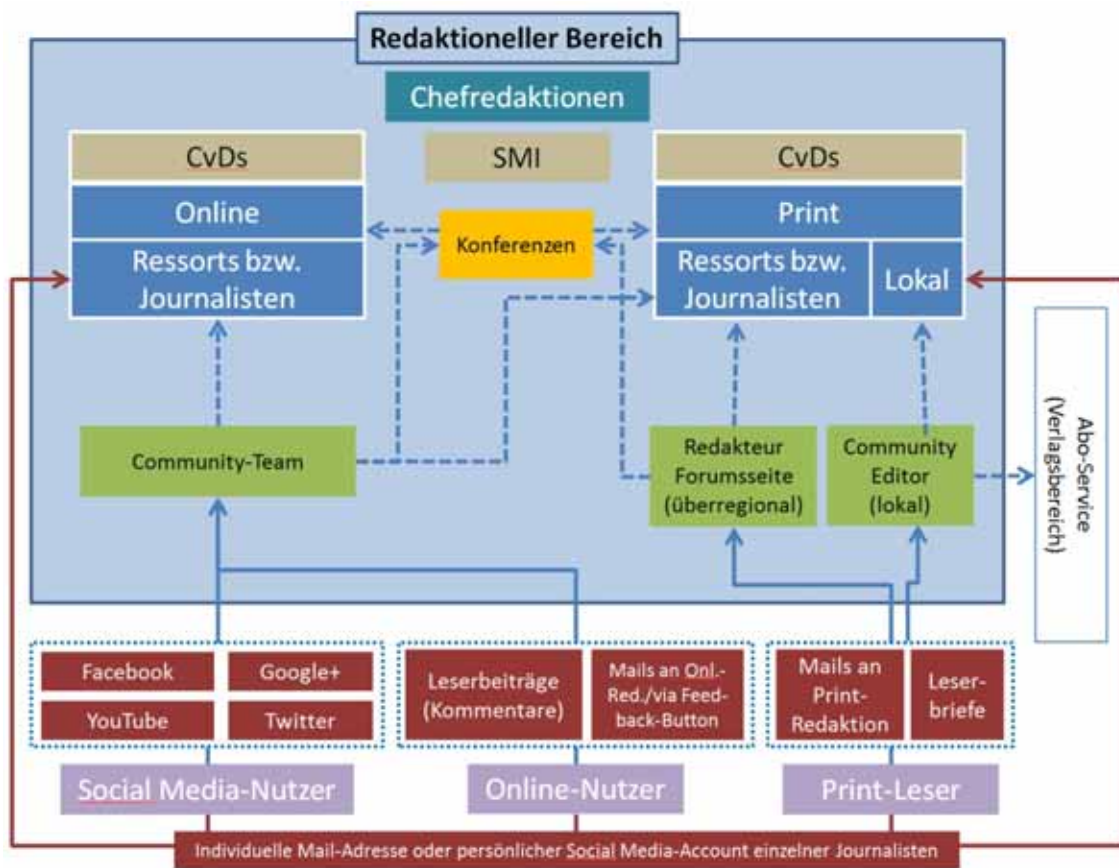 Redaktioneller Bereich
Chefredaktionen
CvDs
SMI
CvDs
Online
Print
Konferenzen
Ressorts bzw.
Journalisten
Ressorts bzw.
Journalisten
Lokal
Abo-Service
(Verlagsbereich)
Community-Team
Redakteur
Forumsseite
(überregional)
Community
Editor
(lokal)
Facebook
Google+
YouTube
Twitter
Leserbeiträge
(Kommentare)
Mails an Onl.-
Red./via Feed-
back-Button
Mails an
Print-
Redaktion
Leser-
briefe
Social Media-Nutzer
Online-Nutzer
Print-Leser
Individuelle Mail-Adresse oder persönlicher Social Media-Account einzelner Journalisten